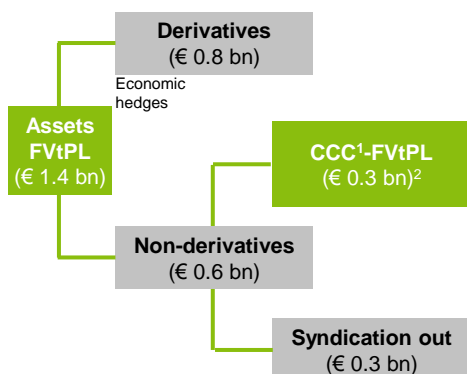 Derivatives
(€ 0.8 bn)
Economic
hedges
Assets
FVtPL
(€ 1.4 bn)
CCC¹-FVtPL
(€ 0.3 bn)²
Non-derivatives
(€ 0.6 bn)
Syndication out
(€ 0.3 bn)